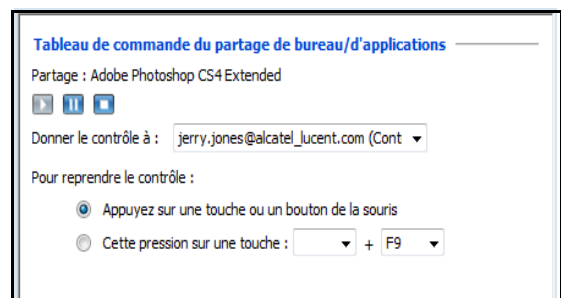 Tableau de commande du partage de bureau/d'applications
Partage : Adobe Photoshop CS4 Extended
Donner le contrôle à : jerry.jones@alcatel_lucent.com (Cont
Pour reprendre le contrôle :
Appuyez sur une touche ou un bouton de la souris
Cette pression sur une touche : + F9